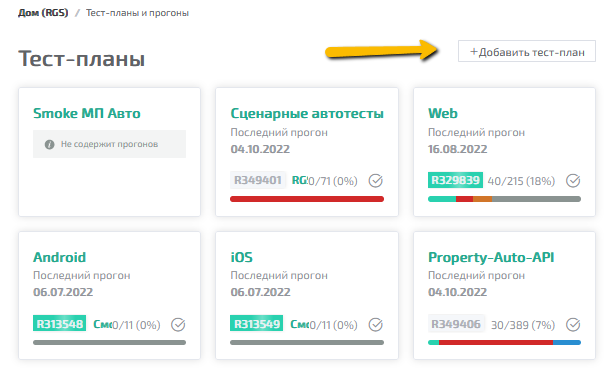 Дом (RGS) / Тест-планы и прогоны
Тест-планы
+Добавить тест-план
Smoke МП Авто
Не содержит прогонов
Сценарные автотесты
Последний прогон
04.10.2022
R349401 RG 0/71 (0%)
Web
Последний прогон
16.08.2022
R329839 40/215 (18%)
Android
Последний прогон
06.07.2022
R313548 Смо 0/11 (0%)
iOS
Последний прогон
06.07.2022
R313549 Смо 0/11 (0%)
Property-Auto-API
Последний прогон
04.10.2022
R349406 30/389 (7%)